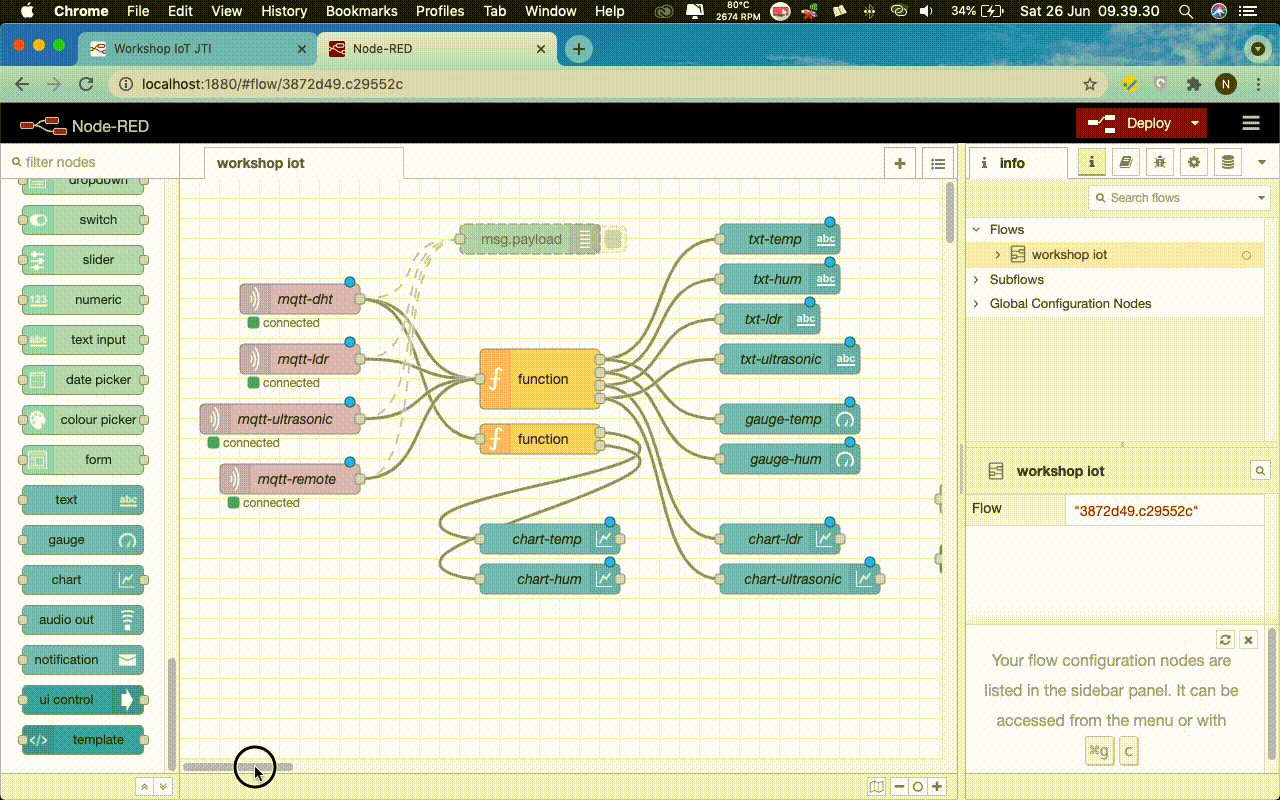 Chrome File Edit View History Bookmarks Profiles Tab Window Help 80°C 2674 RPM 34% Sat 26 Jun 09.39.30
Workshop IoT JTI
Node-RED
localhost:1880/#flow/3872d49.c29552c
N
Node-RED
Deploy
filter nodes
workshop iot
i info
i
Search flows
dropdown
switch
slider
123 numeric
abc text input
date picker
colour picker
form
text abc
gauge
chart
audio out
notification
ui control
</> template
msg.payload
mqtt-dht
connected
mqtt-ldr
connected
mqtt-ultrasonic
connected
mqtt-remote
connected
f function
f function
chart-temp
chart-hum
txt-temp abc
txt-hum abc
txt-ldr abc
txt-ultrasonic abc
gauge-temp
gauge-hum
chart-ldr
chart-ultrasonic
Flows
workshop iot
Subflows
Global Configuration Nodes
workshop iot
Flow "3872d49.c29552c"
Your flow configuration nodes are
listed in the sidebar panel. It can be
accessed from the menu or with
⌘g c